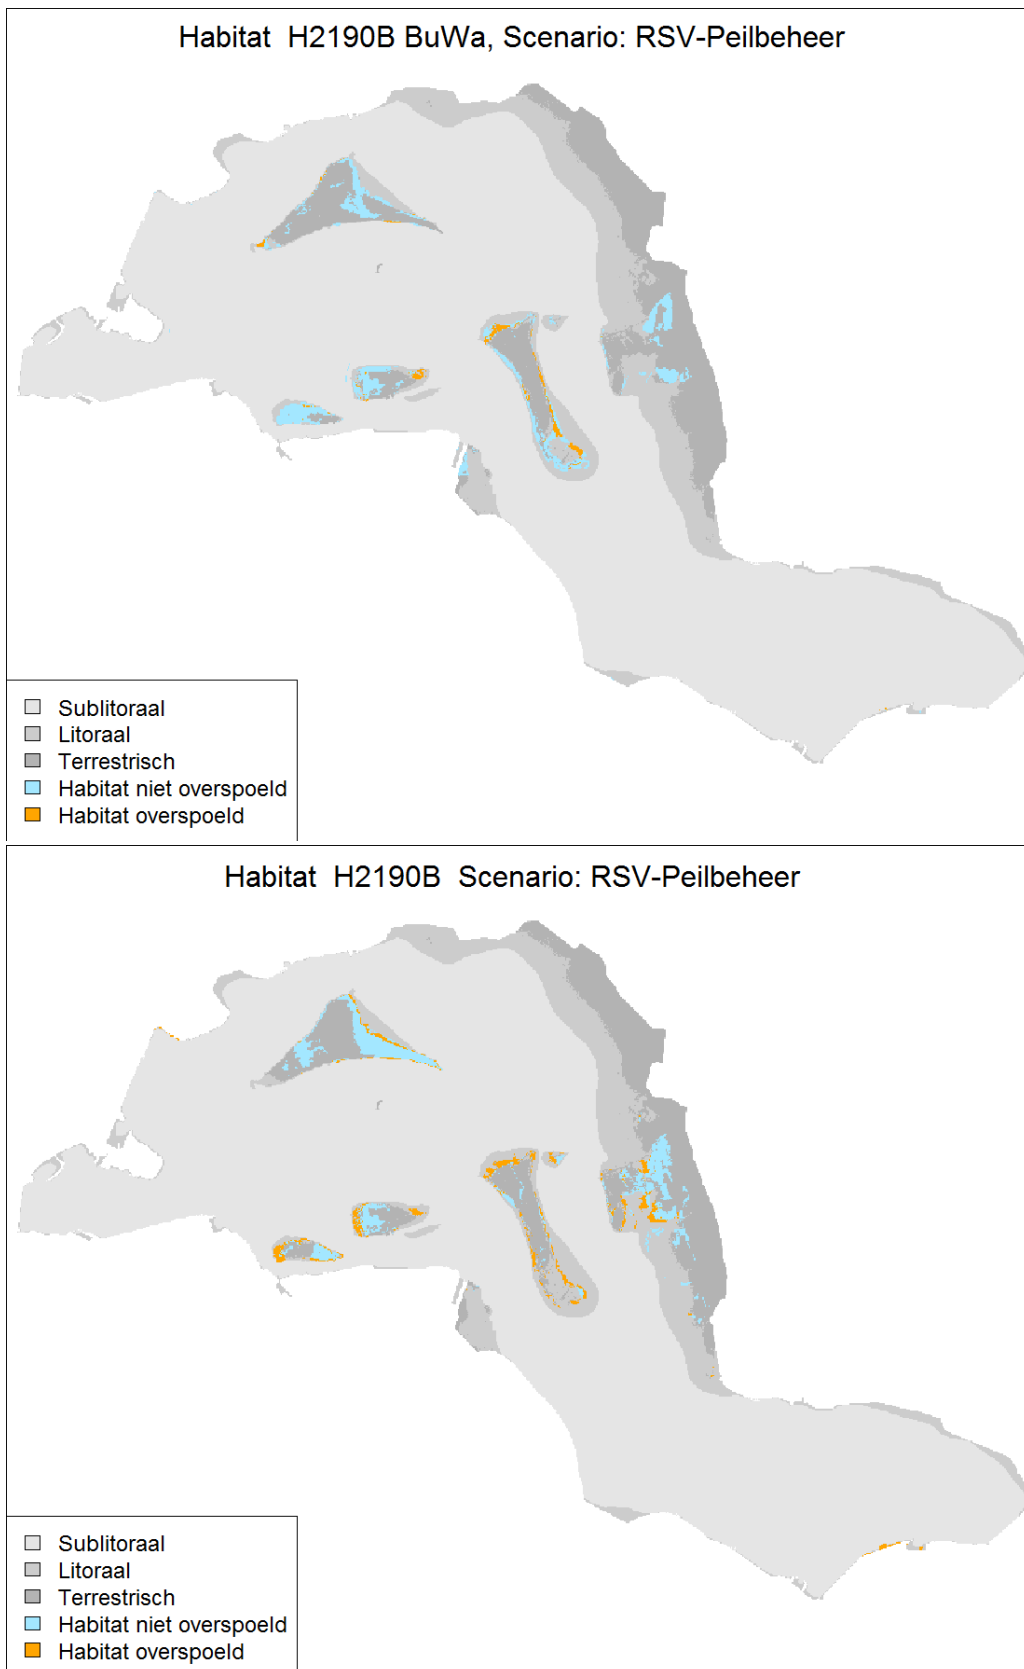 Habitat  H2190B BuWa, Scenario: RSV-Peilbeheer
Sublitoraal
Litoraal
Terrestrisch
Habitat niet overspoeld
Habitat overspoeld
Habitat  H2190B  Scenario: RSV-Peilbeheer
Sublitoraal
Litoraal
Terrestrisch
Habitat niet overspoeld
Habitat overspoeld